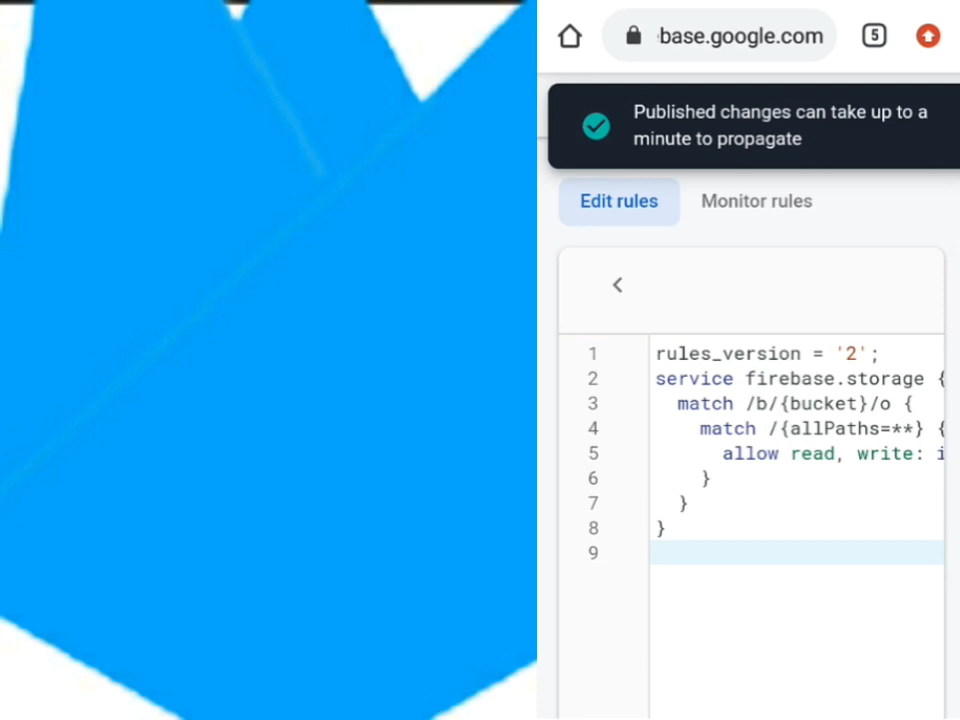 base.google.com
5
Published changes can take up to a
minute to propagate
Edit rules
Monitor rules
1 rules_version = '2';
2 service firebase.storage {
3 match /b/{bucket}/o {
4 match /{allPaths=**} {
5 allow read, write: i
6 }
7 }
8 }
9